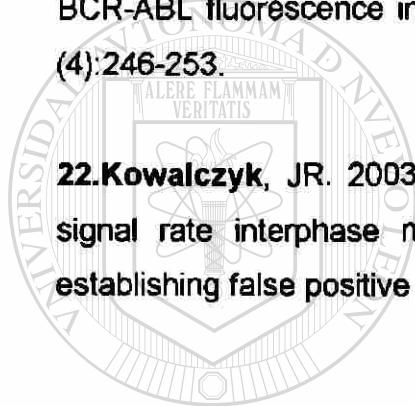 BCR-ABL fluorescence in
(4):246-253.
ALERE FLAMMAM
VERITATIS
22.Kowalczyk, JR. 2003
signal rate interphase
establishing false positive